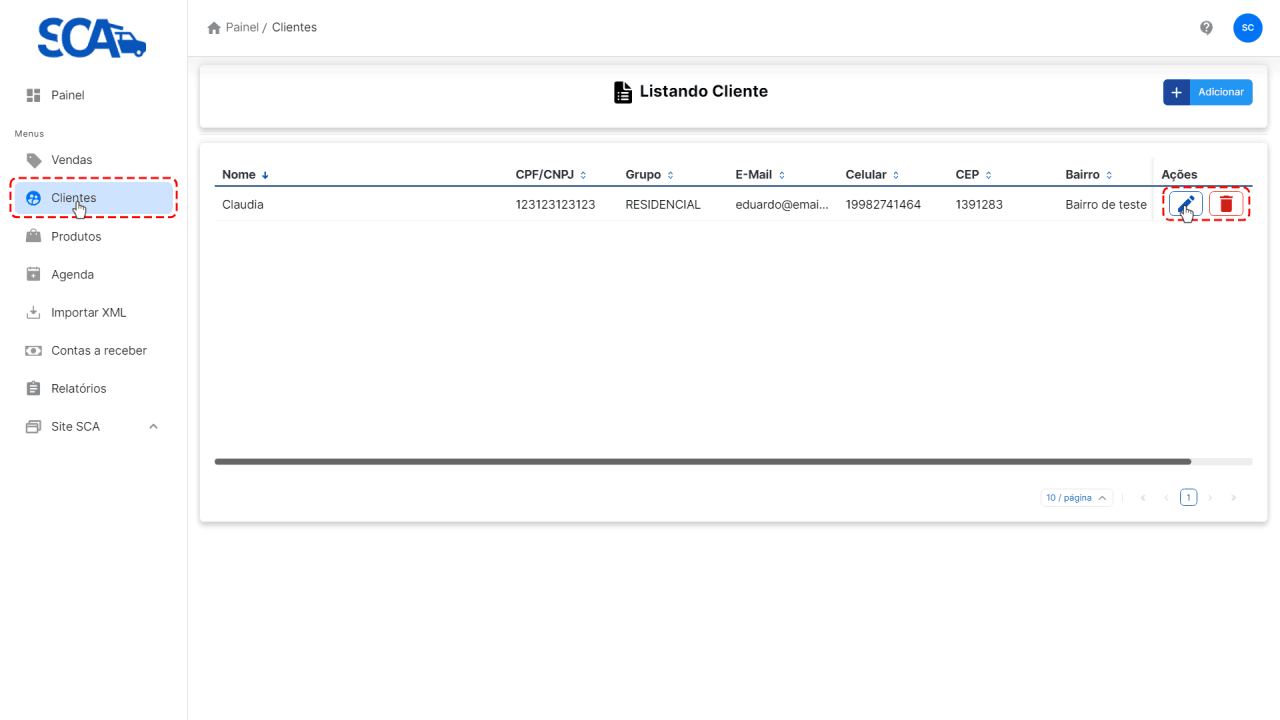 SCA
Painel / Clientes
SC
Painel
Menus
Vendas
Clientes
Produtos
Agenda
Importar XML
Contas a receber
Relatórios
Site SCA
Listando Cliente
+ Adicionar
Nome CPF/CNPJ Grupo E-Mail Celular CEP Bairro Ações
Claudia 123123123123 RESIDENCIAL eduardo@emai... 19982741464 1391283 Bairro de teste
10 / página 1